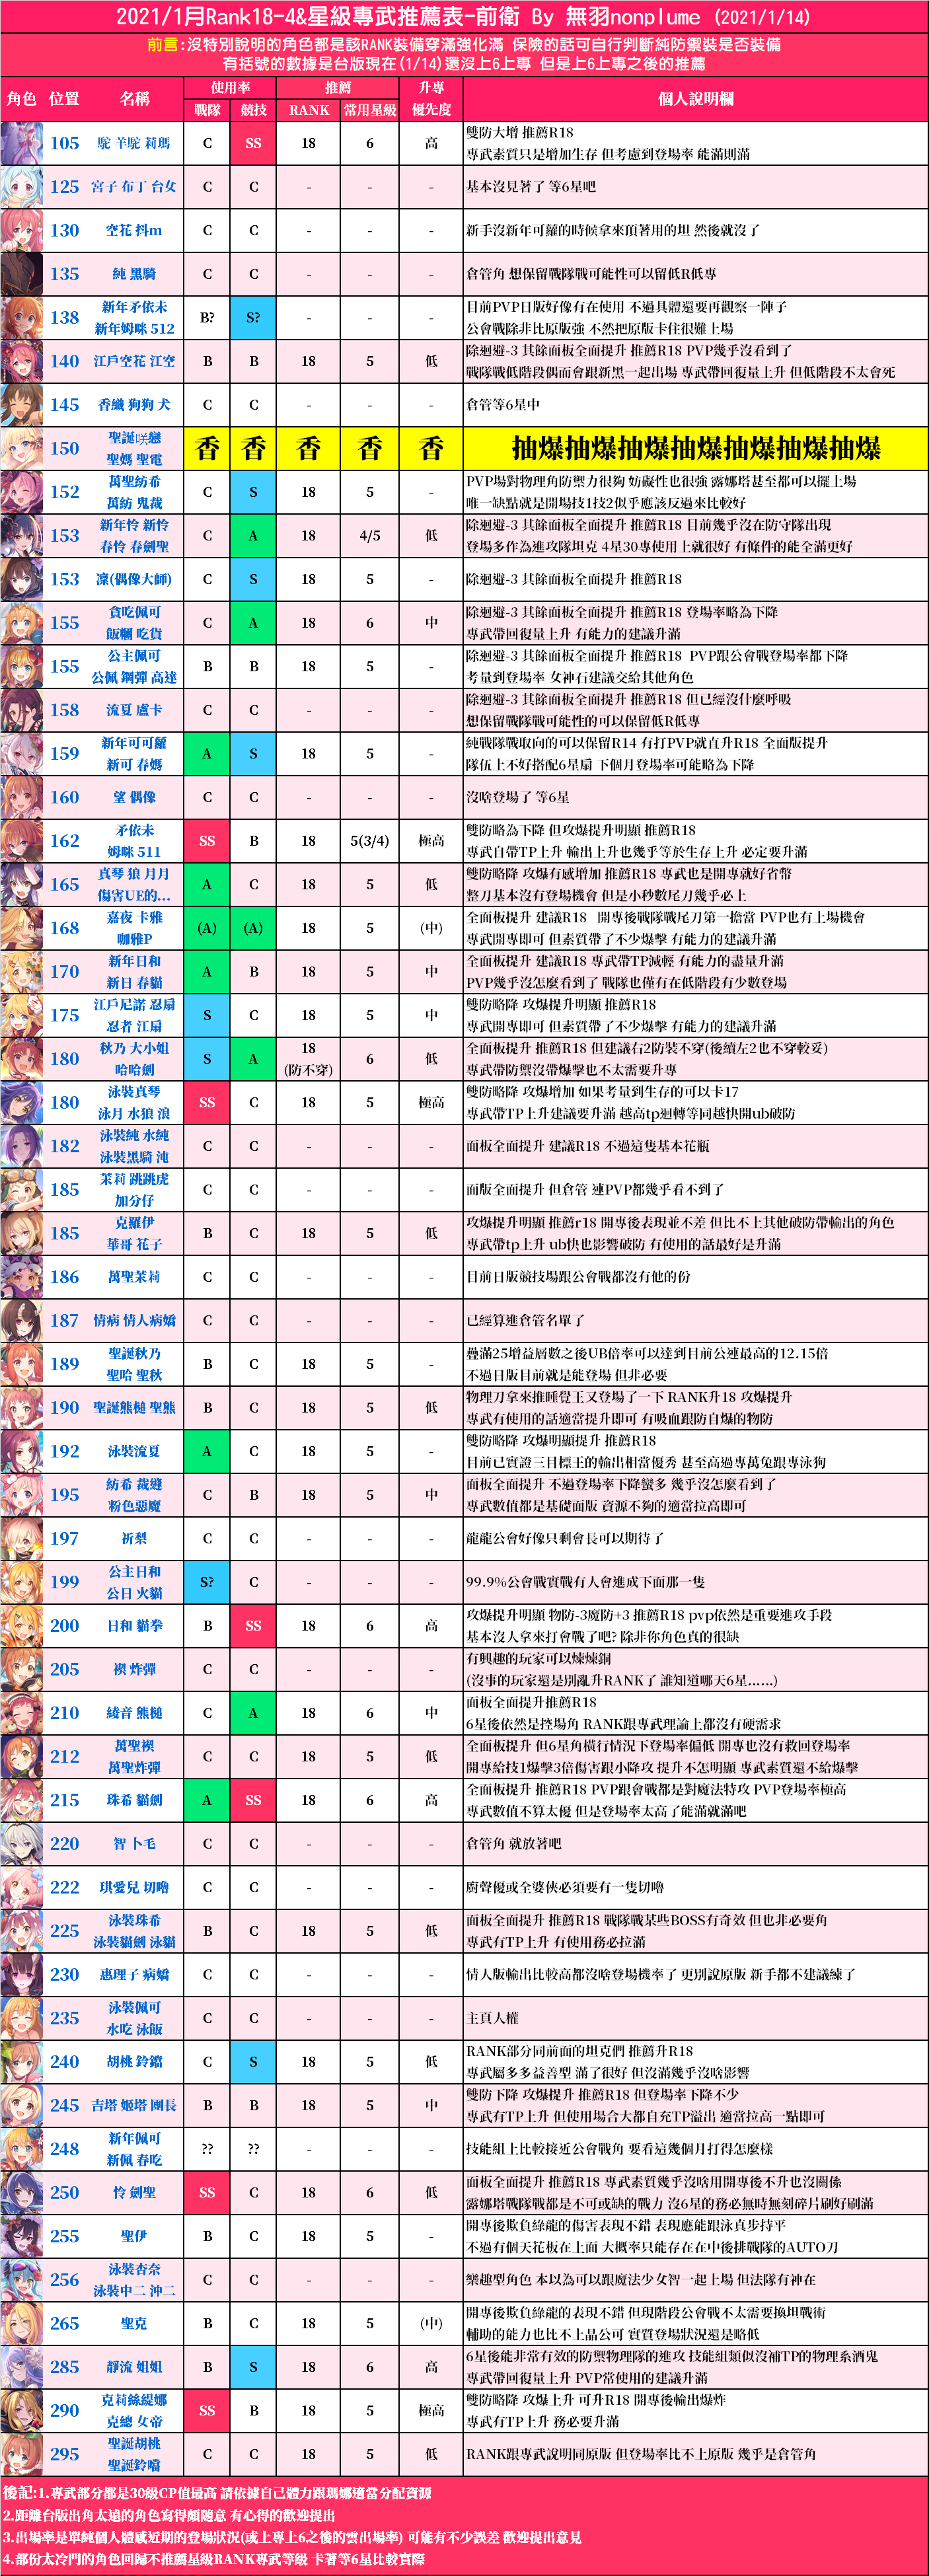 2021/1月Rank18-4&星級專武推薦表-前衛 By 無羽nonplume (2021/1/14)
前言:沒特別說明的角色都是該RANK裝備穿滿強化滿 保險的話可自行判斷純防禦裝是否裝備
有括號的數據是台版現在(1/14)還沒上6上專 但是上6上專之後的推薦
角色 位置 名稱 使用率 推薦 升專 個人說明欄
戰隊 競技 RANK 常用星級 優先度
105 駝 羊駝 莉瑪 C SS 18 6 高
雙防大增 推薦R18
專武素質只是增加生存 但考慮到登場率 能滿則滿
125 宮子 布丁 台女 C C - - - 基本沒見著了 等6星吧
130 空花 抖m C C - - - 新手沒新年可蘿的時候拿來頂著用的坦 然後就沒了
135 純 黑騎 C C - - - 倉管角 想保留戰隊戰可能性可以留低R低專
138 新年矛依未
新年姆咪 512 B? S? - - -
目前PVP日版好像有在使用 不過具體還要再觀察一陣子
公會戰除非比原版強 不然把原版卡住很難上場
140 江戶空花 江空 B B 18 5 低
除迴避-3 其餘面板全面提升 推薦R18 PVP幾乎沒看到了
戰隊戰低階段偶而會跟新黑一起出場 專武帶回復量上升 但低階段不太會死
145 香織 狗狗 犬 C C - - - 倉管等6星中
150 聖誕咲戀
聖媽 聖電 香 香 香 香 香 抽爆抽爆抽爆抽爆抽爆抽爆抽爆
152 萬聖紡希
萬紡 鬼裁 C S 18 5 -
PVP場對物理角防禦力很夠 妨礙性也很強 露娜塔甚至都可以擺上場
唯一缺點就是開場技1技2似乎應該反過來比較好
153 新年怜 新怜
春怜 春劍聖 C A 18 4/5 低
除迴避-3 其餘面板全面提升 推薦R18 目前幾乎沒在防守隊出現
登場多作為進攻隊坦克 4星30專使用上就很好 有條件的能全滿更好
153 凜(偶像大師) C S 18 5 - 除迴避-3 其餘面板全面提升 推薦R18
155 貪吃佩可
飯糰 吃貨 C A 18 6 中
除迴避-3 其餘面板全面提升 推薦R18 登場率略為下降
專武帶回復量上升 有能力的建議升滿
155 公主佩可
公佩 鋼彈 高達 B B 18 5 -
除迴避-3 其餘面板全面提升 推薦R18 PVP跟公會戰登場率都下降
考量到登場率 女神石建議交給其他角色
158 流夏 盧卡 C C - - -
除迴避-3 其餘面板全面提升 推薦R18 但已經沒什麼呼吸
想保留戰隊戰可能性的可以保留低R低專
159 新年可可蘿
新可 春媽 A S 18 5 -
純戰隊戰取向的可以保留R14 有打PVP就直升R18 全面版提升
隊伍上不好搭配6星扇 下個月登場率可能略為下降
160 望 偶像 C C - - - 沒啥登場了 等6星
162 矛依未
姆咪 511 SS B 18 5(3/4) 極高
雙防略為下降 但攻爆提升明顯 推薦R18
專武自帶TP上升 輸出上升也幾乎等於生存上升 必定要升滿
165 真琴 狼 月月
傷害UE的... A C 18 5 低
雙防略降 攻爆有感增加 推薦R18 專武也是開專就好省幣
整刀基本沒有登場機會 但是小秒數尾刀幾乎必上
168 嘉夜 卡雅
咖雅P (A) (A) 18 5 (中)
全面板提升 建議R18 開專後戰隊戰尾刀第一擔當 PVP也有上場機會
專武開專即可 但素質帶了不少爆擊 有能力的建議升滿
170 新年日和
新日 春貓 A B 18 5 中
全面板提升 建議R18 專武帶TP減輕 有能力的盡量升滿
PVP幾乎沒怎麼看到了 戰隊也僅有在低階段有少數登場
175 江戶尼諾 忍扇
忍者 江扇 S C 18 5 中
雙防略降 攻爆提升明顯 推薦R18
專武開專即可 但素質帶了不少爆擊 有能力的建議升滿
180 秋乃 大小姐
哈哈劍 S A 18
(防不穿) 6 低
全面板提升 推薦R18 但建議右2防裝不穿(後續左2也不穿較妥)
專武帶防禦沒帶爆擊也不太需要升專
180 泳裝真琴
泳月 水狼 浪 SS C 18 5 極高
雙防略降 攻爆增加 如果考量到生存的可以卡17
專武帶TP上升建議要升滿 越高tp迴轉等同越快開ub破防
182 泳裝純 水純
泳裝黑騎 沌 C C - - - 面板全面提升 建議R18 不過這隻基本花瓶
185 茉莉 跳跳虎
加分仔 C C - - - 面版全面提升 但倉管 連PVP都幾乎看不到了
185 克羅伊
華哥 花子 B C 18 5 低
攻爆提升明顯 推薦r18 開專後表現並不差 但比不上其他破防帶輸出的角色
專武帶tp上升 ub快也影響破防 有使用的話最好是升滿
186 萬聖茉莉 C C - - - 目前日版競技場跟公會戰都沒有他的份
187 情病 情人病嬌 C C - - - 已經算進倉管名單了
189 聖誕秋乃
聖哈 聖秋 B C 18 5 -
疊滿25增益層數之後UB倍率可以達到目前公連最高的12.15倍
不過日版目前就是能登場 但非必要
190 聖誕熊槌 聖熊 B C 18 5 低
物理刀拿來推睡覺王又登場了一下 RANK升18 攻爆提升
專武有使用的話適當提升即可 有吸血跟防自爆的物防
192 泳裝流夏 A C 18 5 -
雙防略降 攻爆明顯提升 推薦R18
目前已實證三目標王的輸出相當優秀 甚至高過專萬兔跟專泳狗
195 紡希 裁縫
粉色惡魔 C B 18 5 中
面板全面提升 不過登場率下降蠻多 幾乎沒怎麼看到了
專武數值都是基礎面版 資源不夠的適當拉高即可
197 祈梨 C C - - - 龍龍公會好像只剩會長可以期待了
199 公主日和
公日 火貓 S? C - - - 99.9%公會戰實戰有人會進成下面那一隻
200 日和 貓拳 B SS 18 6 高
攻爆提升明顯 物防-3魔防+3 推薦R18 pvp依然是重要進攻手段
基本沒人拿來打會戰了吧? 除非你角色真的很缺
205 禊 炸彈 C C - - -
有興趣的玩家可以煉煉銅
(沒事的玩家還是別亂升RANK了 誰知道哪天6星......)
210 綾音 熊槌 C A 18 6 中
面板全面提升推薦R18
6星後依然是控場角 RANK跟專武理論上都沒有硬需求
212 萬聖禊
萬聖炸彈 C C 18 5 低
全面板提升 但6星角橫行情況下登場率偏低 開專也沒有救回登場率
開專給技1爆擊3倍傷害跟小降攻 提升不怎明顯 專武素質還不給爆擊
215 珠希 貓劍 A SS 18 6 高
全面板提升 推薦R18 PVP跟會戰都是對魔法特攻 PVP登場率極高
專武數值不算太優 但是登場率太高了能滿就滿吧
220 智 卜毛 C C - - - 倉管角 就放著吧
222 琪愛兒 切嚕 C C - - - 廚聲優或全婆俠必須要有一隻切嚕
225 泳裝珠希
泳裝貓劍 泳貓 B C 18 5 低
面板全面提升 推薦R18 戰隊戰某些BOSS有奇效 但也非必要角
專武有TP上升 有使用務必拉滿
230 惠理子 病嬌 C C - - - 情人版輸出比較高都沒啥登場機率了 更別說原版 新手都不建議練了
235 泳裝佩可
水吃 泳飯 C C - - - 主頁人權
240 胡桃 鈴鐺 C S 18 5 低
RANK部分同前面的坦克們 推薦升R18
專武屬多多益善型 滿了很好 但沒滿幾乎沒啥影響
245 吉塔 姬塔 團長 B B 18 5 中
雙防下降 攻爆提升 推薦R18 但登場率下降不少
專武有TP上升 但使用場合大都自充TP溢出 適當拉高一點即可
248 新年佩可
新佩 春吃 ?? ?? - - - 技能組上比較接近公會戰角 要看這幾個月打得怎麼樣
250 怜 劍聖 SS C 18 6 低
面板全面提升 推薦R18 專武素質幾乎沒啥用開專後不升也沒關係
露娜塔戰隊戰都是不可或缺的戰力 沒6星的務必無時無刻碎片刷好刷滿
255 聖伊 B C 18 5 -
開專後欺負綠龍的傷害表現不錯 表現應能跟泳真步持平
不過有個天花板在上面 大概率只能存在在中後排戰隊的AUTO刀
256 泳裝杏奈
泳裝中二 沖二 C C - - - 樂趣型角色 本以為可以跟魔法少女智一起上場 但法隊有神在
265 聖克 B C 18 5 (中)
開專後欺負綠龍的表現不錯 但現階段公會戰不太需要換坦戰術
輔助的能力也比不上晶公可 實質登場狀況還是略低
285 靜流 姐姐 B S 18 6 高
6星後能非常有效的防禦物理隊的進攻 技能組類似沒補TP的物理系酒鬼
專武帶回復量上升 PVP常使用的建議升滿
290 克莉絲緹娜
克總 女帝 SS B 18 5 極高
雙防略降 攻爆上升 可升R18 開專後輸出爆炸
專武有TP上升 務必要升滿
295 聖誕胡桃
聖誕鈴噹 C C 18 5 低 RANK跟專武說明同原版 但登場率比不上原版 幾乎是倉管角
後記:1.專武部分都是30級CP值最高 請依據自己體力跟瑪娜適當分配資源
2.距離台版出角太遠的角色寫得頗隨意 有心得的歡迎提出
3.出場率是單純個人體感近期的登場狀況(或上專上6之後的雲出場率) 可能有不少誤差 歡迎提出意見
4.部份太冷門的角色回歸不推薦星級RANK專武等級 卡著等6星比較實際